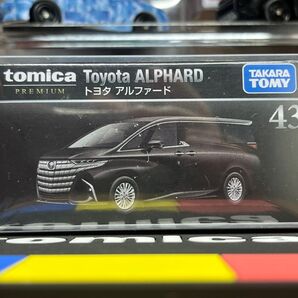 tomica Toyota ALPHARD
PREMIUM トヨタ アルファード
TAKARA
TOMY
43
tomica